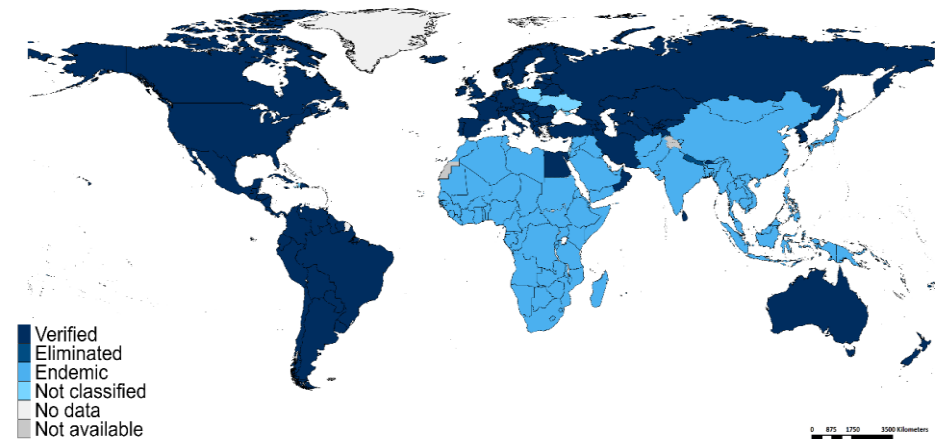 Verified
Eliminated
Endemic
Not classified
No data
Not available
0 875 1750 3500 Kilometers